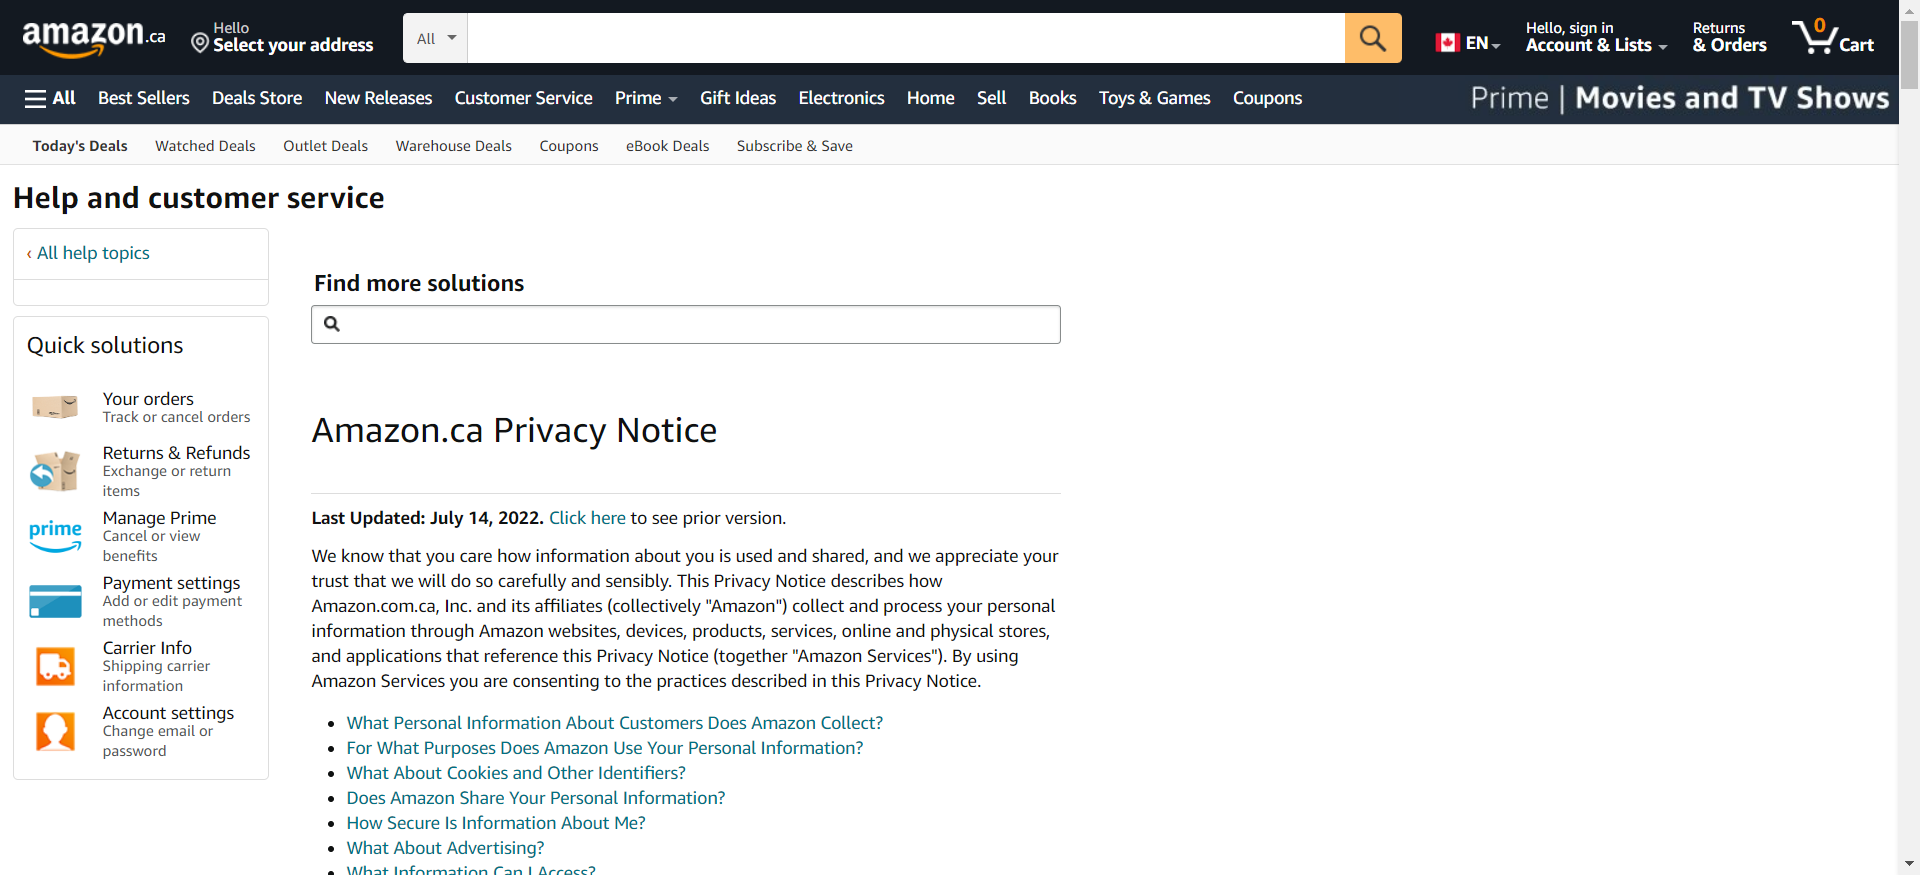 amazon.ca
Hello
Select your address
All
EN
Hello, sign in
Account & Lists
Returns
& Orders
0
Cart
All
Best Sellers
Deals Store
New Releases
Customer Service
Prime
Gift Ideas
Electronics
Home
Sell
Books
Toys & Games
Coupons
Prime | Movies and TV Shows
Today's Deals
Watched Deals
Outlet Deals
Warehouse Deals
Coupons
eBook Deals
Subscribe & Save
Help and customer service
‹ All help topics
Quick solutions
Your orders
Track or cancel orders
Returns & Refunds
Exchange or return
items
prime
Manage Prime
Cancel or view
benefits
Payment settings
Add or edit payment
methods
Carrier Info
Shipping carrier
information
Account settings
Change email or
password
Find more solutions
Amazon.ca Privacy Notice
Last Updated: July 14, 2022. Click here to see prior version.
We know that you care how information about you is used and shared, and we appreciate your
trust that we will do so carefully and sensibly. This Privacy Notice describes how
Amazon.com.ca, Inc. and its affiliates (collectively "Amazon") collect and process your personal
information through Amazon websites, devices, products, services, online and physical stores,
and applications that reference this Privacy Notice (together "Amazon Services"). By using
Amazon Services you are consenting to the practices described in this Privacy Notice.
• What Personal Information About Customers Does Amazon Collect?
• For What Purposes Does Amazon Use Your Personal Information?
• What About Cookies and Other Identifiers?
• Does Amazon Share Your Personal Information?
• How Secure Is Information About Me?
• What About Advertising?
• What Information Can I Access?